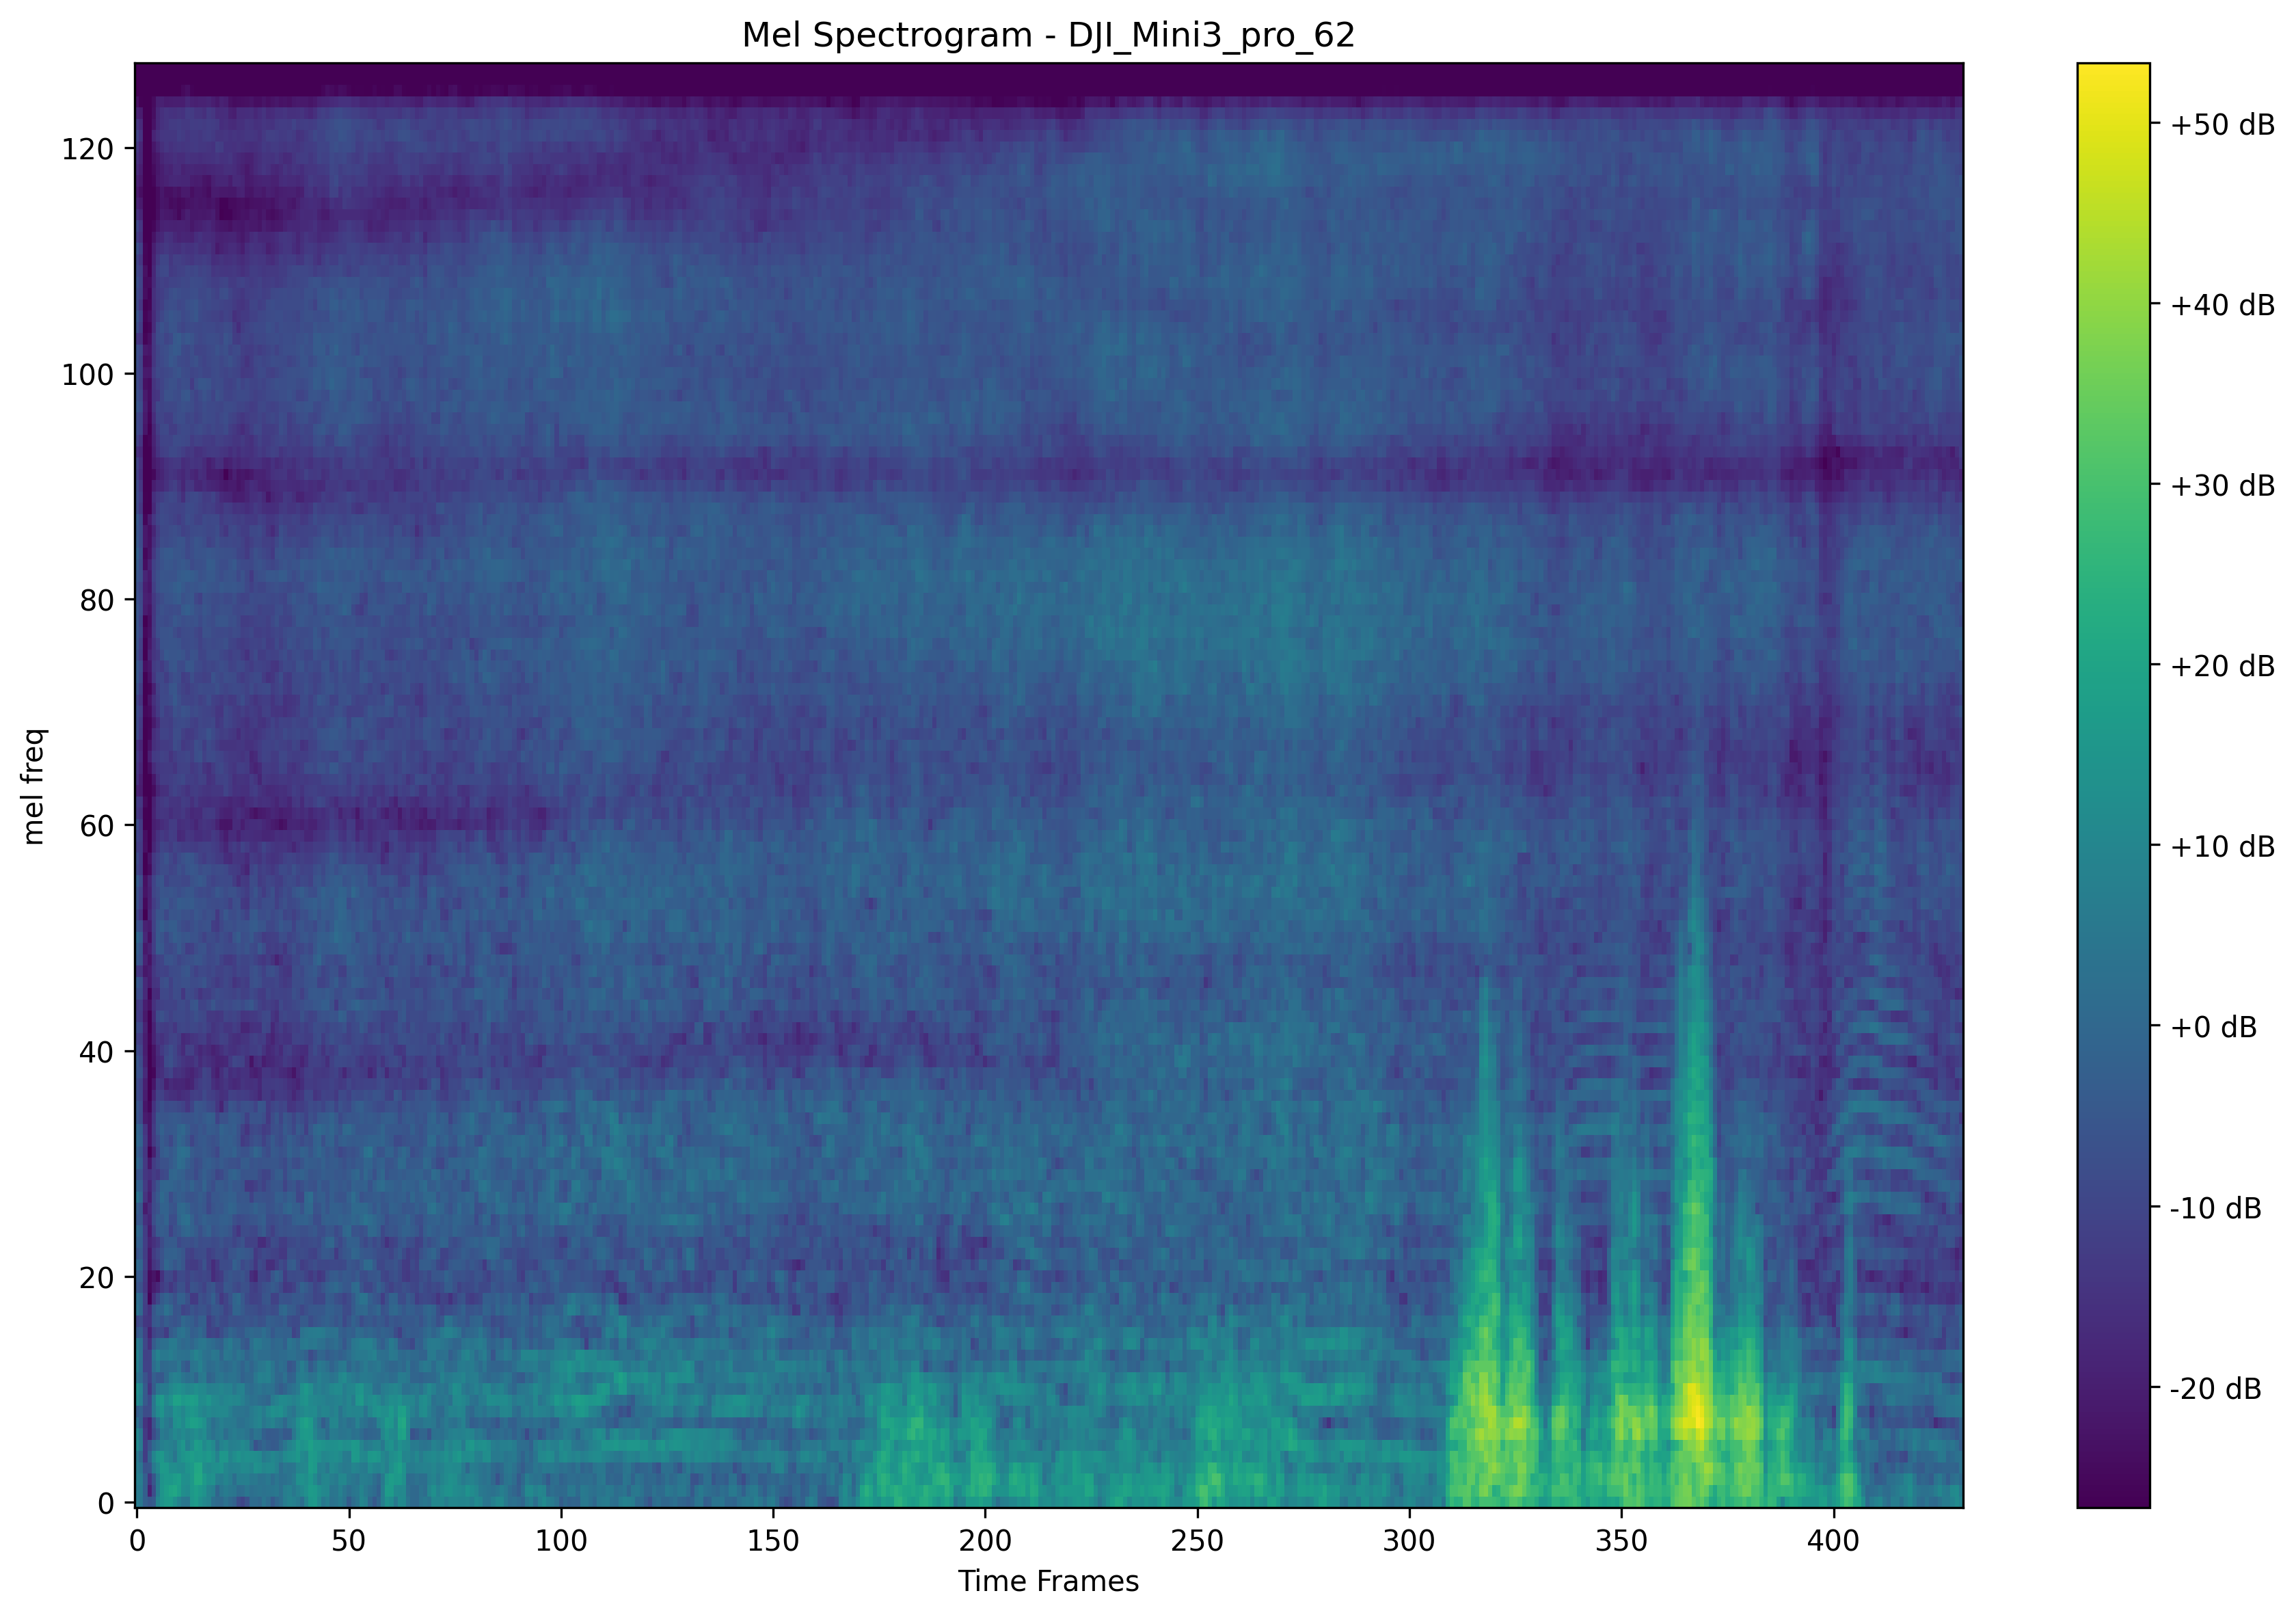 Mel Spectrogram - DJI_Mini3_pro_62
mel freq
120
100
80
60
40
20
0
0 50 100 150 200 250 300 350 400
Time Frames
+50 dB
+40 dB
+30 dB
+20 dB
+10 dB
+0 dB
-10 dB
-20 dB